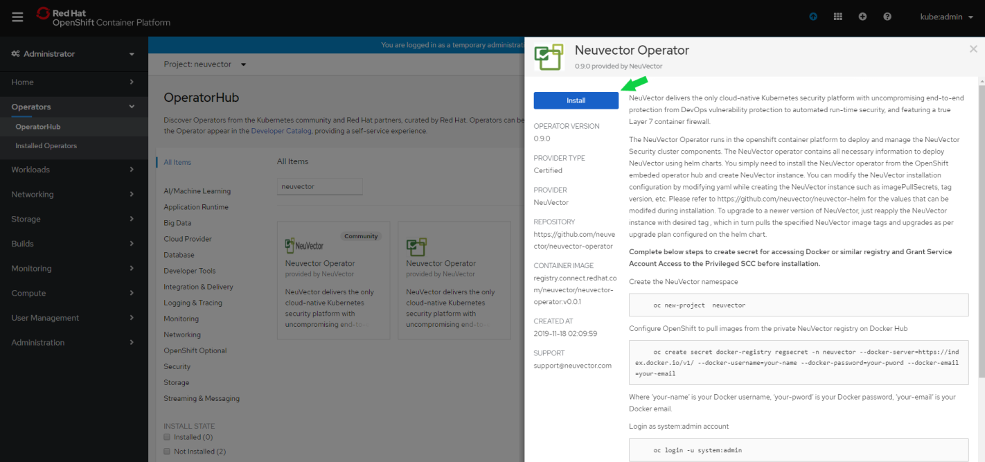 Red Hat
OpenShift Container Platform
kube:admin
Administrator
Home
Operators
OperatorHub
Installed Operators
Workloads
Networking
Storage
Builds
Monitoring
Compute
User Management
Administration
You are logged in as a temporary administrat
Project: neuvector
OperatorHub
Discover Operators from the Kubernetes community and Red Hat partners, curated by Red Hat. Operators can be
the Operator appear in the Developer Catalog, providing a self-service experience.
All Items
AI/Machine Learning
Application Runtime
Big Data
Cloud Provider
Database
Developer Tools
Integration & Delivery
Logging & Tracing
Monitoring
Networking
OpenShift Optional
Security
Storage
Streaming & Messaging
INSTALL STATE
Installed (0)
Not Installed (2)
All Items
neuvector
NeuVector
Community
NeuVector Operator
provided by NeuVector
NeuVector delivers the only
cloud-native Kubernetes
security platform with
uncompromising end-to-
NeuVector
Neuvector Operator
provided by NeuVector
NeuVector delivers the only
cloud-native Kubernetes
security platform with
uncompromising end-to-
Neuvector Operator
0.9.0 provided by NeuVector
Install
OPERATOR VERSION
0.9.0
PROVIDER TYPE
Certified
PROVIDER
NeuVector
REPOSITORY
https://github.com/neuve
ctor/neuvector-operator
CONTAINER IMAGE
registry.connect.redhat.co
m/neuvector/neuvector-
operator:v0.0.1
CREATED AT
2019-11-18 02:09:59
SUPPORT
support@neuvector.com
NeuVector delivers the only cloud-native Kubernetes security platform with uncompromising end-to-end
protection from DevOps vulnerability protection to automated run-time security, and featuring a true
Layer 7 container firewall.
The NeuVector Operator runs in the openshift container platform to deploy and manage the NeuVector
Security cluster components. The NeuVector operator contains all necessary information to deploy
NeuVector using helm charts. You simply need to install the NeuVector operator from the OpenShift
embeded operator hub and create NeuVector instance. You can modify the NeuVector installation
configuration by modifying yaml while creating the NeuVector instance such as imagePullSecrets, tag
version, etc. Please refer to https://github.com/neuvector/neuvector-helm for the values that can be
modifed during installation. To upgrade to a newer version of NeuVector, just reapply the NeuVector
instance with desired tag , which in turn pulls the specified NeuVector image tags and upgrades as per
upgrade plan configured on the helm chart.
Complete below steps to create secret for accessing Docker or similar registry and Grant Service
Account Access to the Privileged SCC before installation.
Create the NeuVector namespace
oc new-project neuvector
Configure OpenShift to pull images from the private NeuVector registry on Docker Hub
oc create secret docker-registry regsecret -n neuvector --docker-server=https://ind
ex.docker.io/v1/ --docker-username=your-name --docker-password=your-pword --docker-email
=your-email
Where 'your-name' is your Docker username, 'your-pword' is your Docker password, 'your-email' is your
Docker email.
Login as system:admin account
oc login -u system:admin